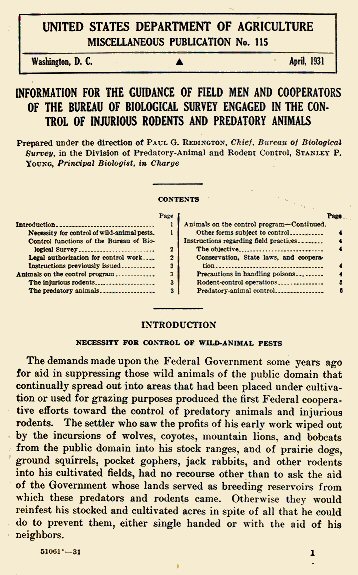 UNITED STATES DEPARTMENT OF AGRICULTURE
MISCELLANEOUS PUBLICATION No. 115
Washington, D. C. ▲ April, 1931
INFORMATION FOR THE GUIDANCE OF FIELD MEN AND COOPERATORS
OF THE BUREAU OF BIOLOGICAL SURVEY ENGAGED IN THE CON-
TROL OF INJURIOUS RODENTS AND PREDATORY ANIMALS
Prepared under the direction of PAUL G. REDINGTON, Chief, Bureau of Biological
Survey, in the Division of Predatory-Animal and Rodent Control, STANLEY P.
YOUNG, Principal Biologist, in Charge
CONTENTS
Page
Introduction 1
Necessity for control of wild-animal pests. 1
Control functions of the Bureau of Bio-
logical Survey 2
Legal authorization for control work 2
Instructions previously issued 3
Animals on the control program 3
The injurious rodents 3
The predatory animals 3
Page
Animals on the control program—Continued.
Other forms subject to control 4
Instructions regarding field practices 4
The objective 4
Conservation, State laws, and coopera-
tion 4
Precautions in handling poisons 4
Rodent-control operations 5
Predatory-animal control 5
INTRODUCTION
NECESSITY FOR CONTROL OF WILD-ANIMAL PESTS
The demands made upon the Federal Government some years ago
for aid in suppressing those wild animals of the public domain that
continually spread out into areas that had been placed under cultiva-
tion or used for grazing purposes produced the first Federal coopera-
tive efforts toward the control of predatory animals and injurious
rodents. The settler who saw the profits of his early work wiped out
by the incursions of wolves, coyotes, mountain lions, and bobcats
from the public domain into his stock ranges, and of prairie dogs,
ground squirrels, pocket gophers, jack rabbits, and other rodents
into his cultivated fields, had no recourse other than to ask the aid
of the Government whose lands served as breeding reservoirs from
which these predators and rodents came. Otherwise they would
reinfest his stocked and cultivated acres in spite of all that he could
do to prevent them, either single handed or with the aid of his
neighbors.
51061°—31 1